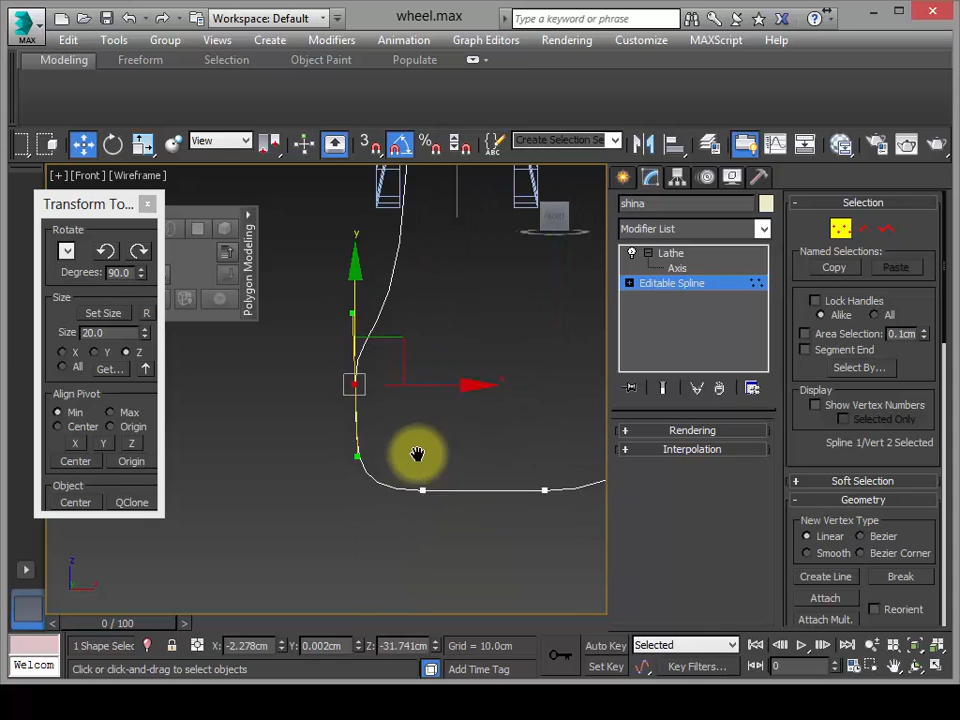 MAX
Workspace: Default
wheel.max
Type a keyword or phrase
Edit Tools Group Views Create Modifiers Animation Graph Editors Rendering Customize MAXScript Help
Modeling Freeform Selection Object Paint Populate
View
3
Create Selection Se
ABC
[+] [Front] [Wireframe]
Transform To...
Rotate
Degrees: 90.0
Size
Set Size R
Size 20.0
X Y Z
All Get...
Align Pivot
Min Max
Center Origin
X Y Z
Center Origin
Object
Center QClone
Polygon Modeling
FRONT
y
x
z
x
shina
Modifier List
Lathe
Axis
Editable Spline
Rendering
Interpolation
Selection
Named Selections:
Copy Paste
Lock Handles
Alike All
Area Selection: 0.1cm
Segment End
Select By...
Display
Show Vertex Numbers
Selected Only
Spline 1/Vert 2 Selected
Soft Selection
Geometry
New Vertex Type
Linear Bezier
Smooth Bezier Corner
Create Line Break
Attach Reorient
Attach Mult.
0 / 100
1 Shape Selec X: -2.278cm Y: 0.002cm Z: -31.741cm Grid = 10.0cm Auto Key Selected
Welcom Click or click-and-drag to select objects Add Time Tag Set Key Key Filters... 0